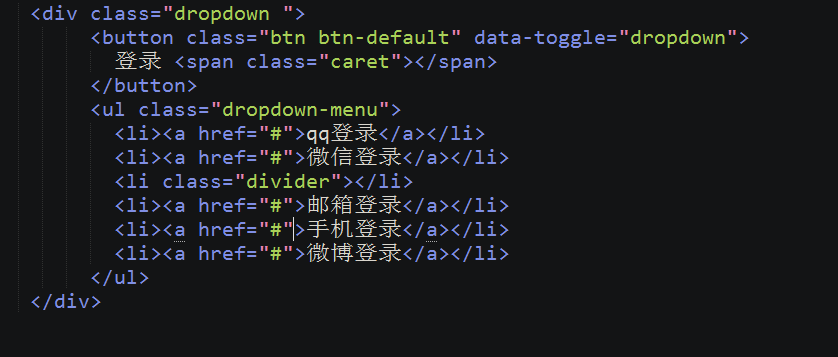 <div class="dropdown ">
<button class="btn btn-default" data-toggle="dropdown">
登录 <span class="caret"></span>
</button>
<ul class="dropdown-menu">
<li><a href="#">qq登录</a></li>
<li><a href="#">微信登录</a></li>
<li class="divider"></li>
<li><a href="#">邮箱登录</a></li>
<li><a href="#">手机登录</a></li>
<li><a href="#">微博登录</a></li>
</ul>
</div>